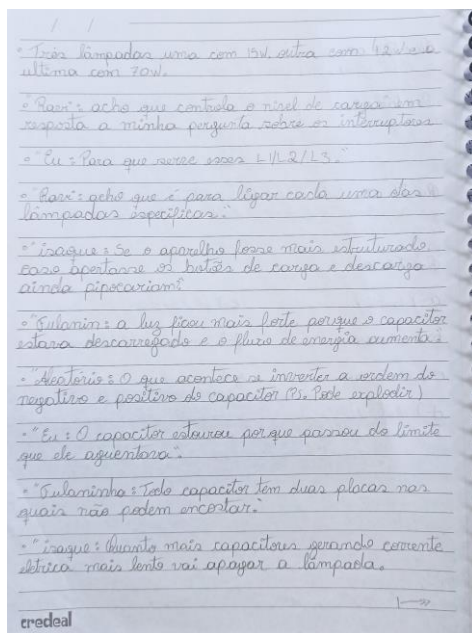 / /
• Três lâmpadas uma com 15W outra com 42W e a
ultima com 70W.
• "Ravi: acho que controla o nível de carga" em
resposta a minha pergunta sobre os interruptores
• "Eu: Para que serve esses L1/L2/L3."
• "Ravi: acho que é para ligar cada uma das
lâmpadas especificas."
• "isaque: Se o aparelho fosse mais estruturado
caso apertasse os botões de carga e descarga
ainda pipocariam?
• "Fulanin: a luz ficou mais forte porque o capacitor
estava descarregado e o fluxo de energia aumenta."
• "Aleatório: O que acontece se inverter a ordem do
negativo e positivo do capacitor (Ps. Pode explodir)
• "Eu: O capacitor estourou porque passou do limite
que ele aguentava".
• "Fulaninha: Todo capacitor tem duas placas nas
quais não podem encostar."
• "isaque: Quanto mais capacitores gerando corrente
elétrica mais lento vai apagar a lâmpada.
credeal